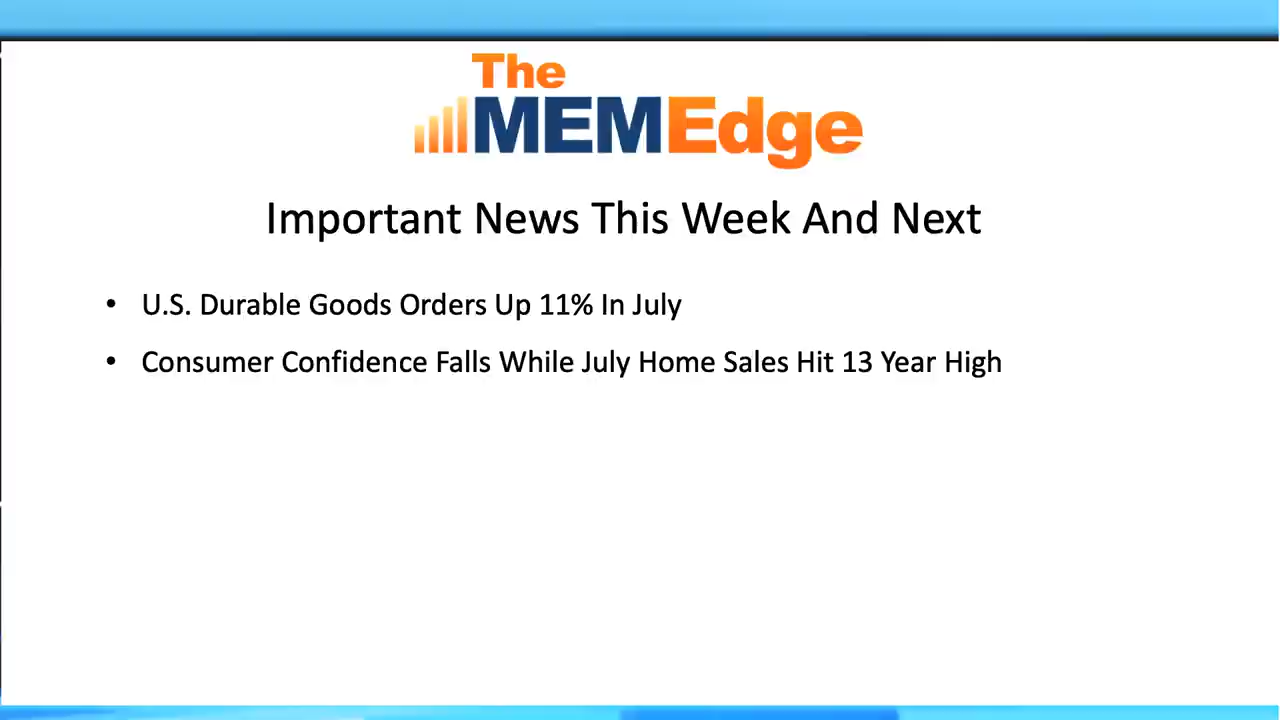 The
MEMEdge
Important News This Week And Next
• U.S. Durable Goods Orders Up 11% In July
• Consumer Confidence Falls While July Home Sales Hit 13 Year High